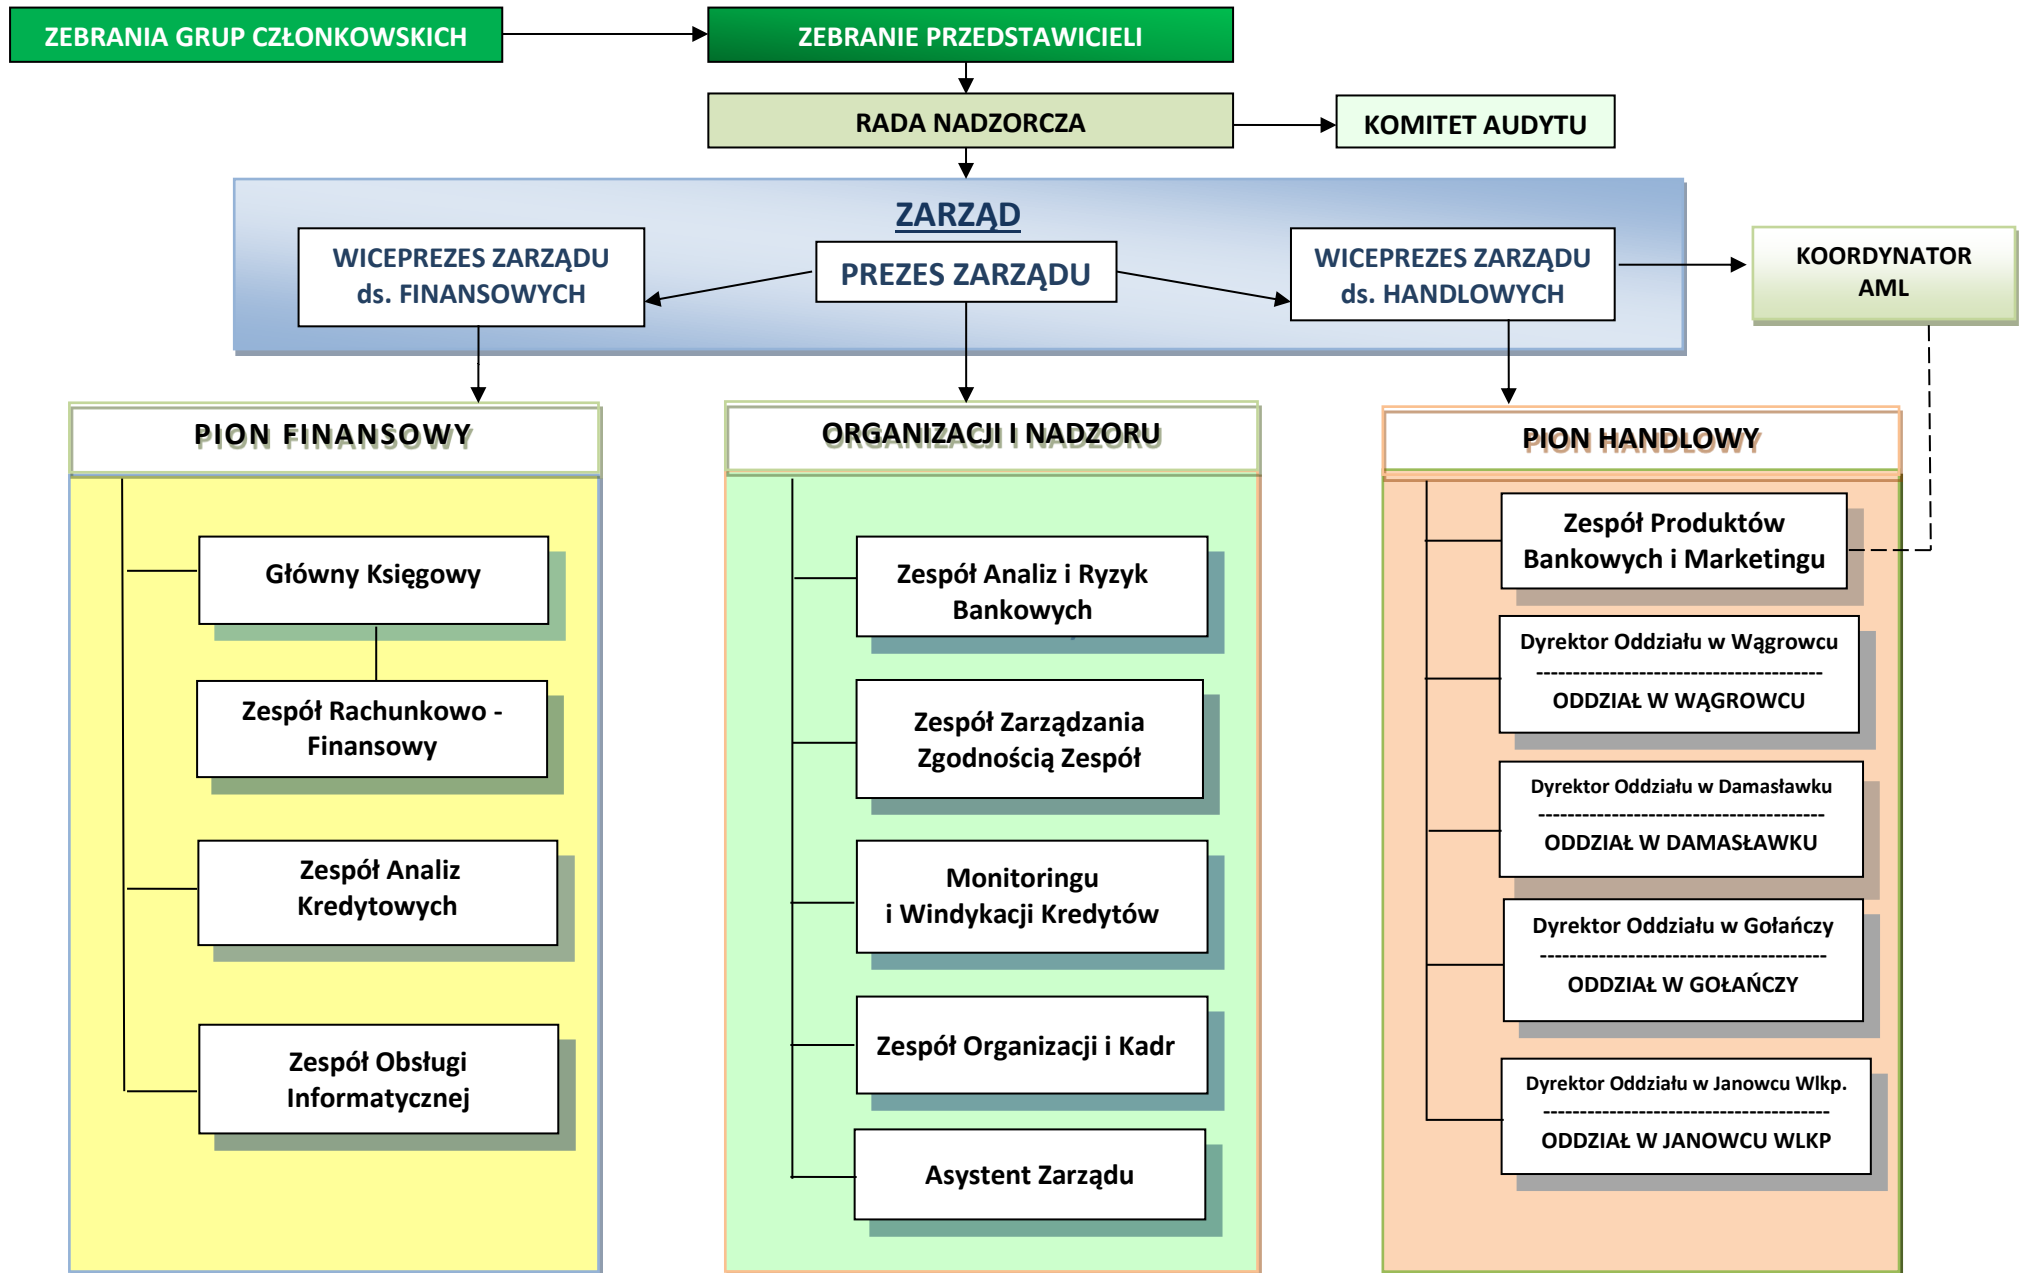 ZEBRANIA GRUP CZŁONKOWSKICH
ZEBRANIE PRZEDSTAWICIELI
RADA NADZORCZA
KOMITET AUDYTU
ZARZĄD
WICEPREZES ZARZĄDU
ds. FINANSOWYCH
PREZES ZARZĄDU
WICEPREZES ZARZĄDU
ds. HANDLOWYCH
KOORDYNATOR
AML
PION FINANSOWY
Główny Księgowy
Zespół Rachunkowo -
Finansowy
Zespół Analiz
Kredytowych
Zespół Obsługi
Informatycznej
ORGANIZACJI I NADZORU
Zespół Analiz i Ryzyk
Bankowych
Zespół Zarządzania
Zgodnością Zespół
Monitoringu
i Windykacji Kredytów
Zespół Organizacji i Kadr
Asystent Zarządu
PION HANDLOWY
Zespół Produktów
Bankowych i Marketingu
Dyrektor Oddziału w Wągrowcu
---------------------------------------
ODDZIAŁ W WĄGROWCU
Dyrektor Oddziału w Damasławku
---------------------------------------
ODDZIAŁ W DAMASŁAWKU
Dyrektor Oddziału w Gołańczy
---------------------------------------
ODDZIAŁ W GOŁAŃCZY
Dyrektor Oddziału w Janowcu Wlkp.
---------------------------------------
ODDZIAŁ W JANOWCU WLKP